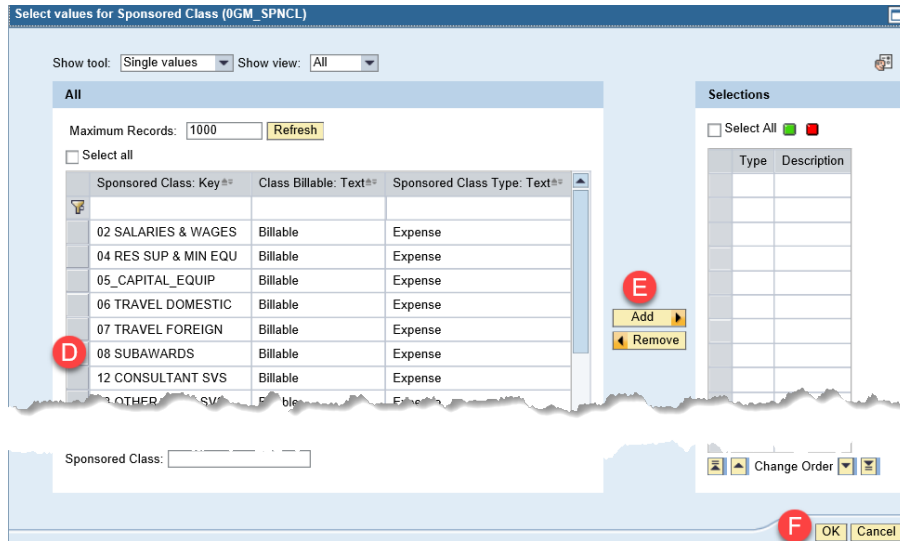 Select values for Sponsored Class (0GM_SPNCL)
Show tool: Single values Show view: All
All
Maximum Records: 1000 Refresh
Select all
Sponsored Class: Key Class Billable: Text Sponsored Class Type: Text
02 SALARIES & WAGES Billable Expense
04 RES SUP & MIN EQU Billable Expense
05_CAPITAL_EQUIP Billable Expense
06 TRAVEL DOMESTIC Billable Expense
07 TRAVEL FOREIGN Billable Expense
D 08 SUBAWARDS Billable Expense
12 CONSULTANT SVS Billable Expense
OTHER
Sponsored Class:
E
Add
Remove
Selections
Select All
Type Description
Change Order
F OK Cancel